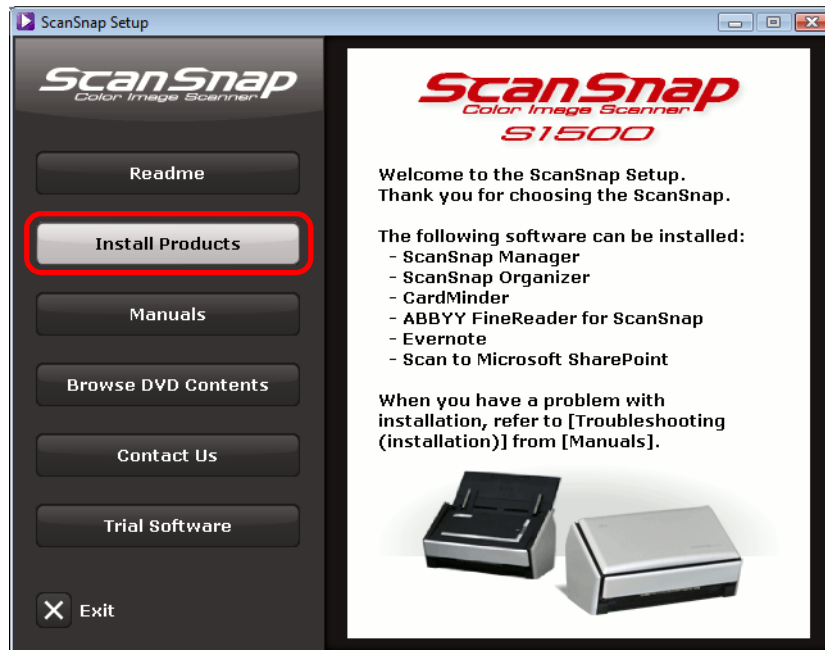 ScanSnap Setup
ScanSnap
Color Image Scanner
Readme
Install Products
Manuals
Browse DVD Contents
Contact Us
Trial Software
Exit
ScanSnap
Color Image Scanner
S1500
Welcome to the ScanSnap Setup.
Thank you for choosing the ScanSnap.
The following software can be installed:
- ScanSnap Manager
- ScanSnap Organizer
- CardMinder
- ABBYY FineReader for ScanSnap
- Evernote
- Scan to Microsoft SharePoint
When you have a problem with
installation, refer to [Troubleshooting
(installation)] from [Manuals].